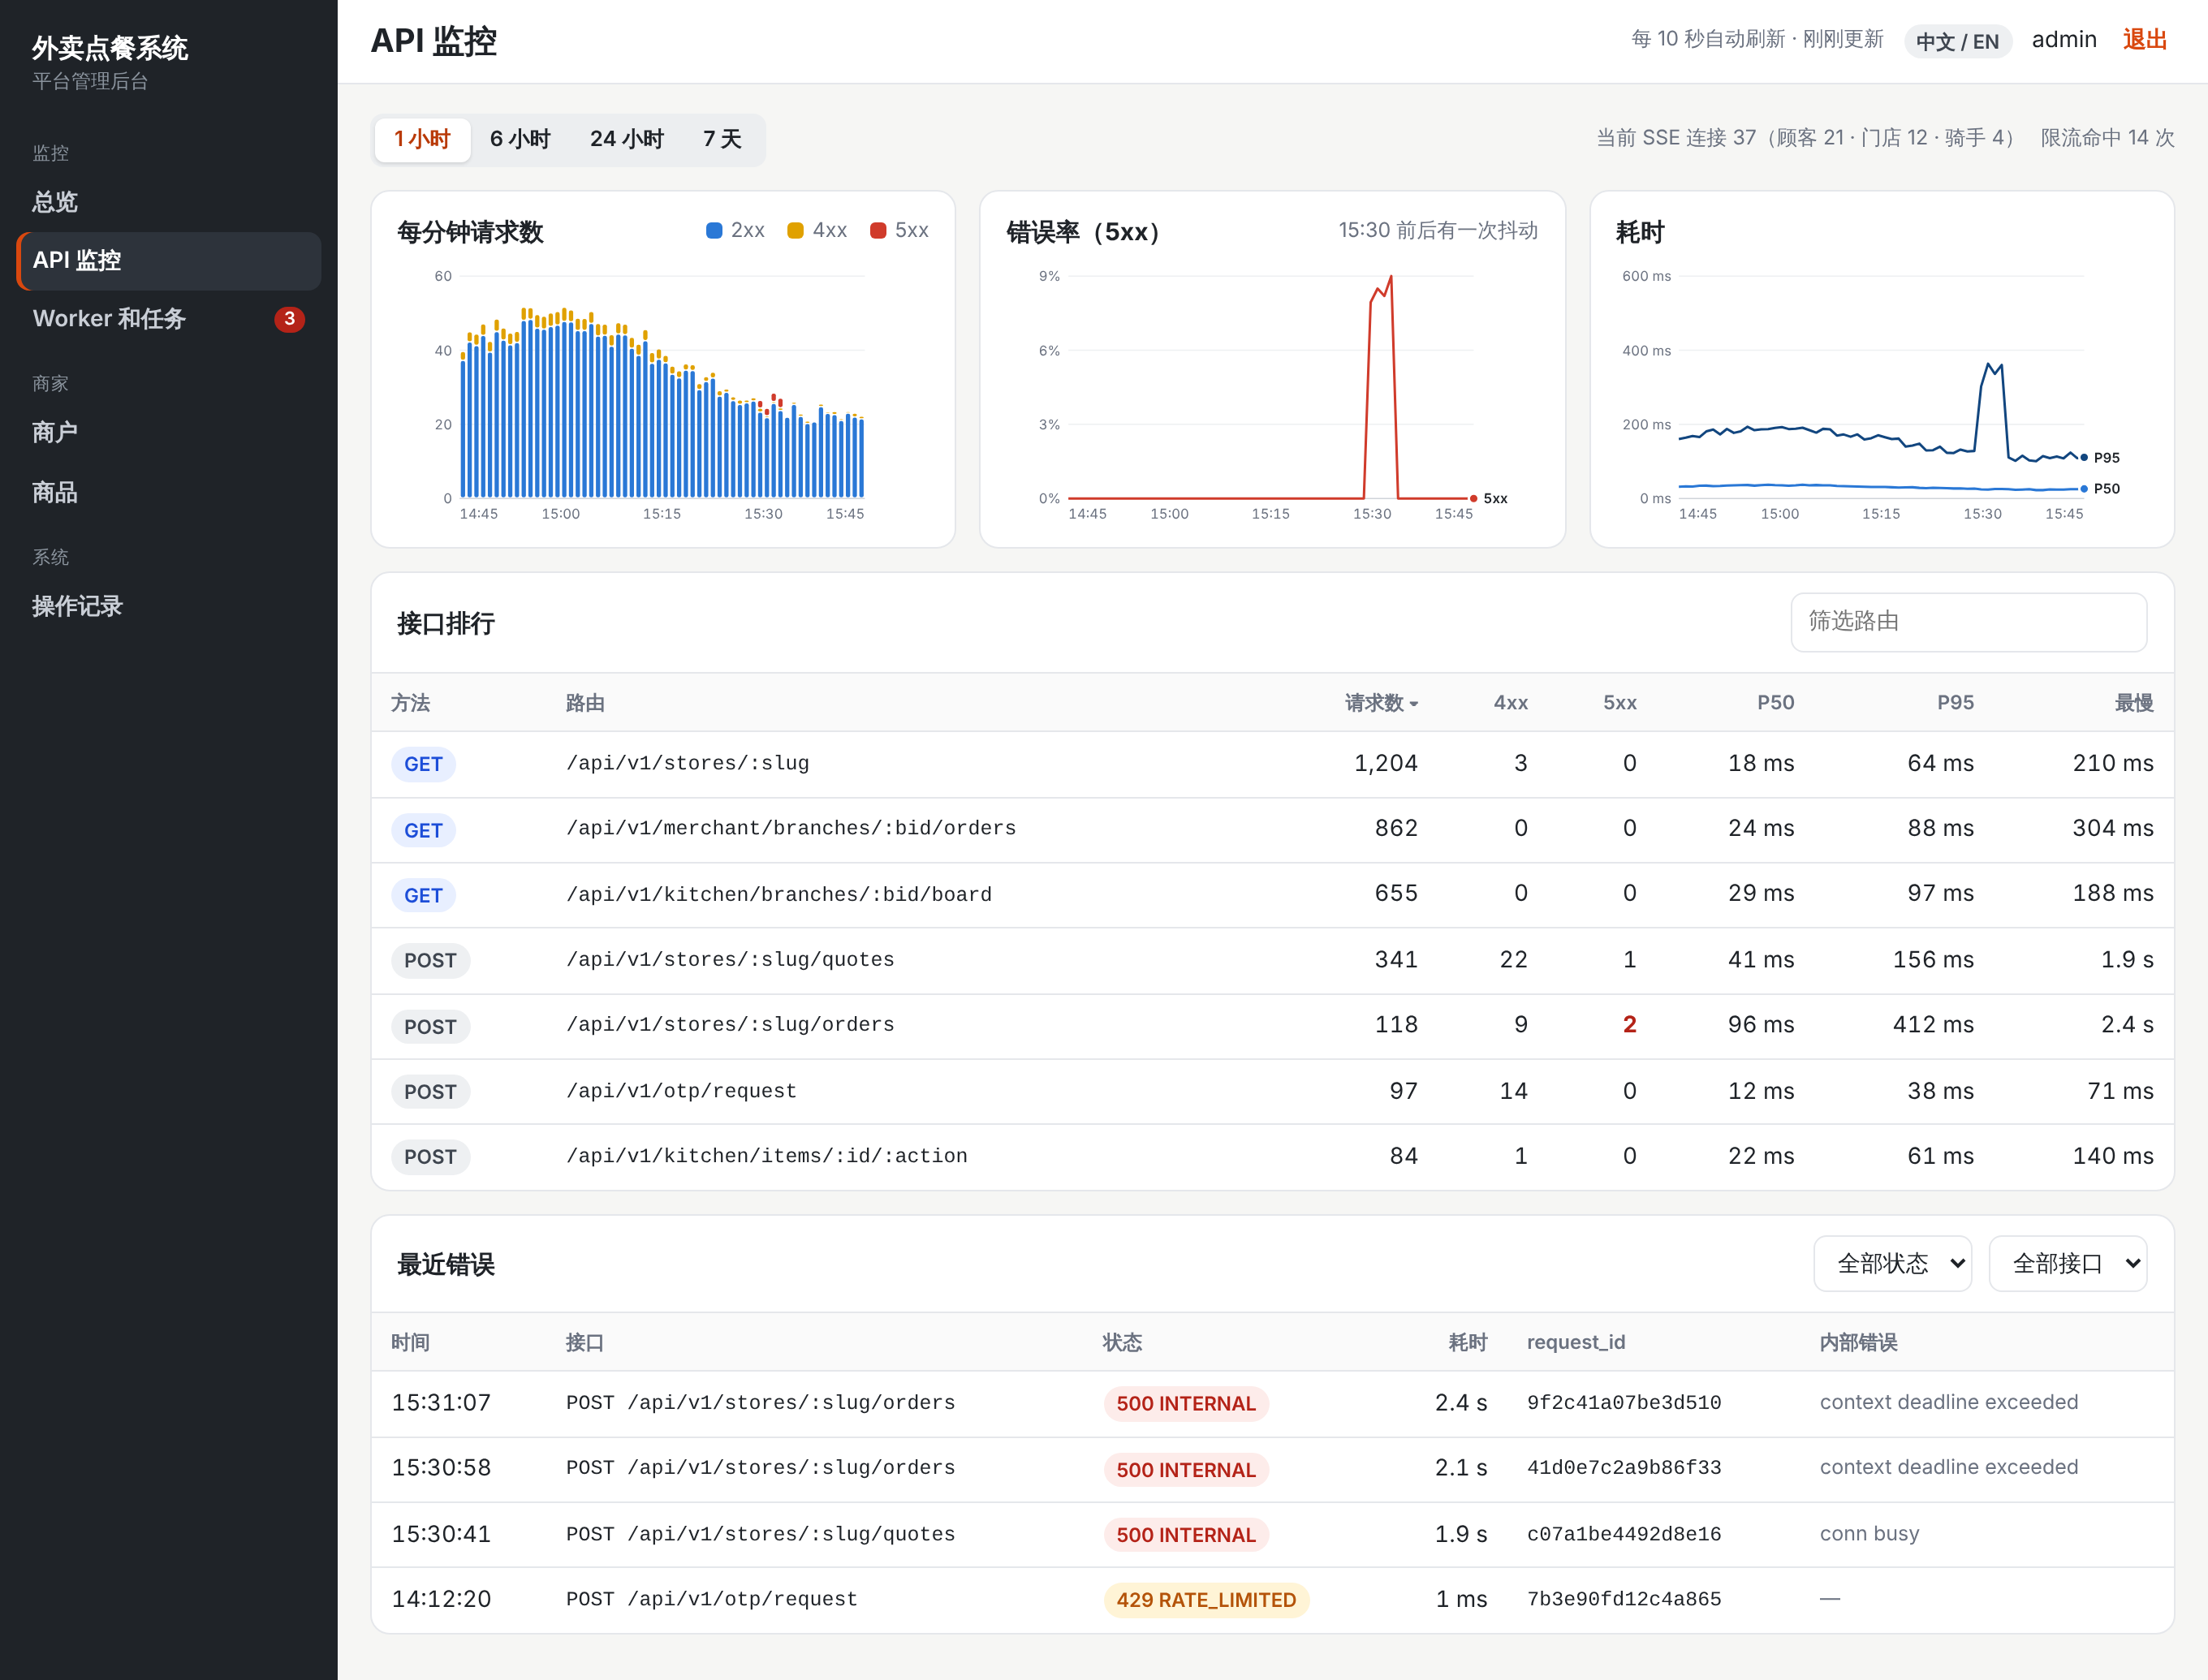 外卖点餐系统
平台管理后台
监控
总览
API 监控
Worker 和任务 3
商家
商户
商品
系统
操作记录
API 监控
每 10 秒自动刷新 · 刚刚更新 中文 / EN admin 退出
1 小时 6 小时 24 小时 7 天
当前 SSE 连接 37（顾客 21 · 门店 12 · 骑手 4） 限流命中 14 次
每分钟请求数 2xx 4xx 5xx
60
40
20
0
14:45 15:00 15:15 15:30 15:45
错误率（5xx） 15:30 前后有一次抖动
9%
6%
3%
0%
5xx
14:45 15:00 15:15 15:30 15:45
耗时
600 ms
400 ms
200 ms
0 ms
P95
P50
14:45 15:00 15:15 15:30 15:45
接口排行 筛选路由
方法 路由 请求数 4xx 5xx P50 P95 最慢
GET /api/v1/stores/:slug 1,204 3 0 18 ms 64 ms 210 ms
GET /api/v1/merchant/branches/:bid/orders 862 0 0 24 ms 88 ms 304 ms
GET /api/v1/kitchen/branches/:bid/board 655 0 0 29 ms 97 ms 188 ms
POST /api/v1/stores/:slug/quotes 341 22 1 41 ms 156 ms 1.9 s
POST /api/v1/stores/:slug/orders 118 9 2 96 ms 412 ms 2.4 s
POST /api/v1/otp/request 97 14 0 12 ms 38 ms 71 ms
POST /api/v1/kitchen/items/:id/:action 84 1 0 22 ms 61 ms 140 ms
最近错误 全部状态 全部接口
时间 接口 状态 耗时 request_id 内部错误
15:31:07 POST /api/v1/stores/:slug/orders 500 INTERNAL 2.4 s 9f2c41a07be3d510 context deadline exceeded
15:30:58 POST /api/v1/stores/:slug/orders 500 INTERNAL 2.1 s 41d0e7c2a9b86f33 context deadline exceeded
15:30:41 POST /api/v1/stores/:slug/quotes 500 INTERNAL 1.9 s c07a1be4492d8e16 conn busy
14:12:20 POST /api/v1/otp/request 429 RATE_LIMITED 1 ms 7b3e90fd12c4a865 —